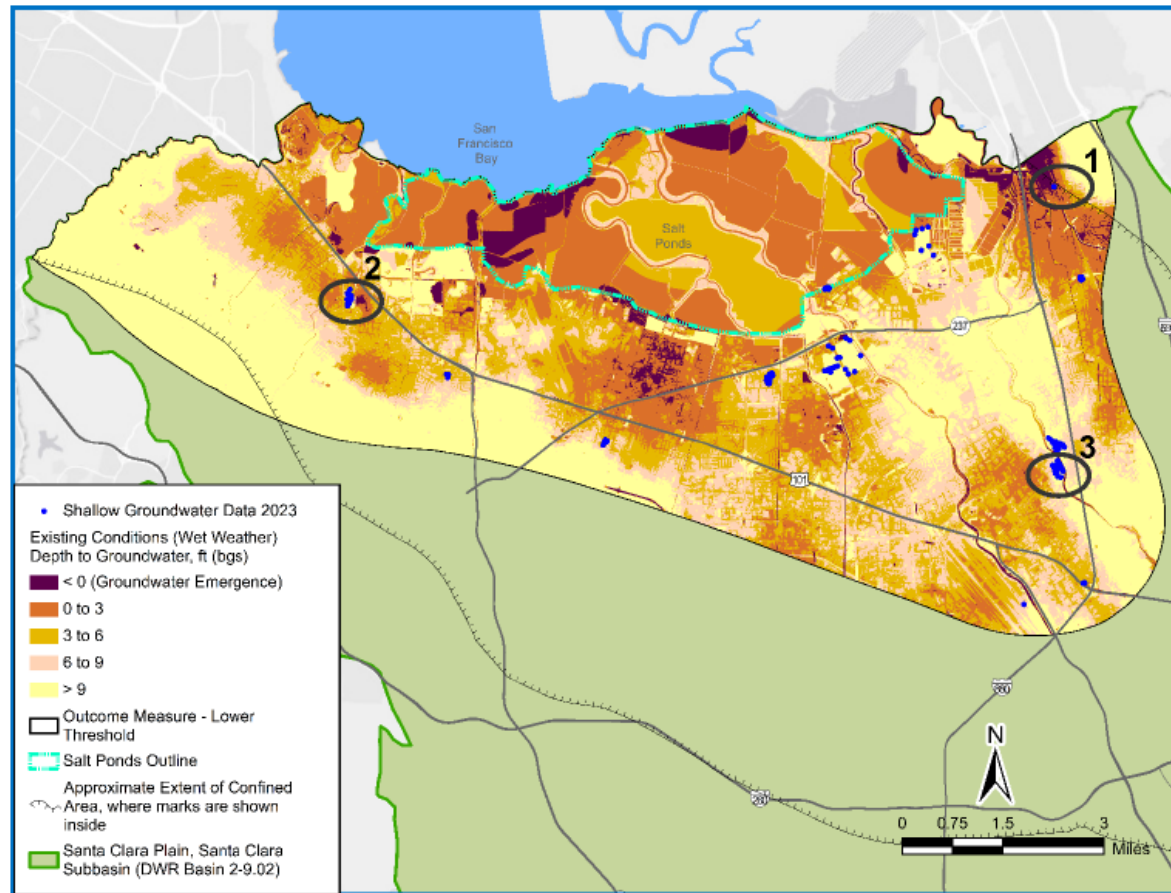 San
Francisco
Bay
1
Salt
Ponds
2
237
3
101
880
280
N
0 0.75 1.5 3
Miles
Shallow Groundwater Data 2023
Existing Conditions (Wet Weather)
Depth to Groundwater, ft (bgs)
< 0 (Groundwater Emergence)
0 to 3
3 to 6
6 to 9
> 9
Outcome Measure - Lower
Threshold
Salt Ponds Outline
Approximate Extent of Confined
Area, where marks are shown
inside
Santa Clara Plain, Santa Clara
Subbasin (DWR Basin 2-9.02)